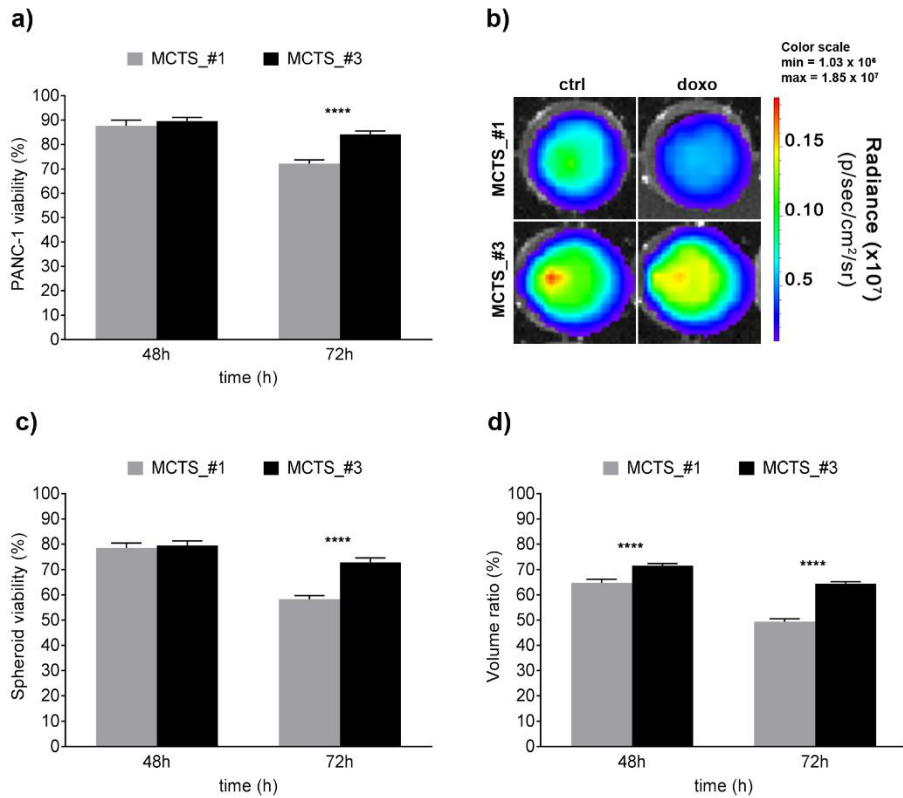 a)
MCTS_#1 MCTS_#3
PANC-1 viability (%)
100
90
80
70
60
50
40
30
20
10
0
****
48h 72h
time (h)
b)
Color scale
min = 1.03 x 10⁶
max = 1.85 x 10⁷
ctrl doxo
MCTS_#1
MCTS_#3
0.15
0.10
0.5
Radiance (x10⁷)
(p/sec/cm²/sr)
c)
MCTS_#1 MCTS_#3
Spheroid viability (%)
100
90
80
70
60
50
40
30
20
10
0
****
48h 72h
time (h)
d)
MCTS_#1 MCTS_#3
Volume ratio (%)
100
90
80
70
60
50
40
30
20
10
0
**** ****
48h 72h
time (h)